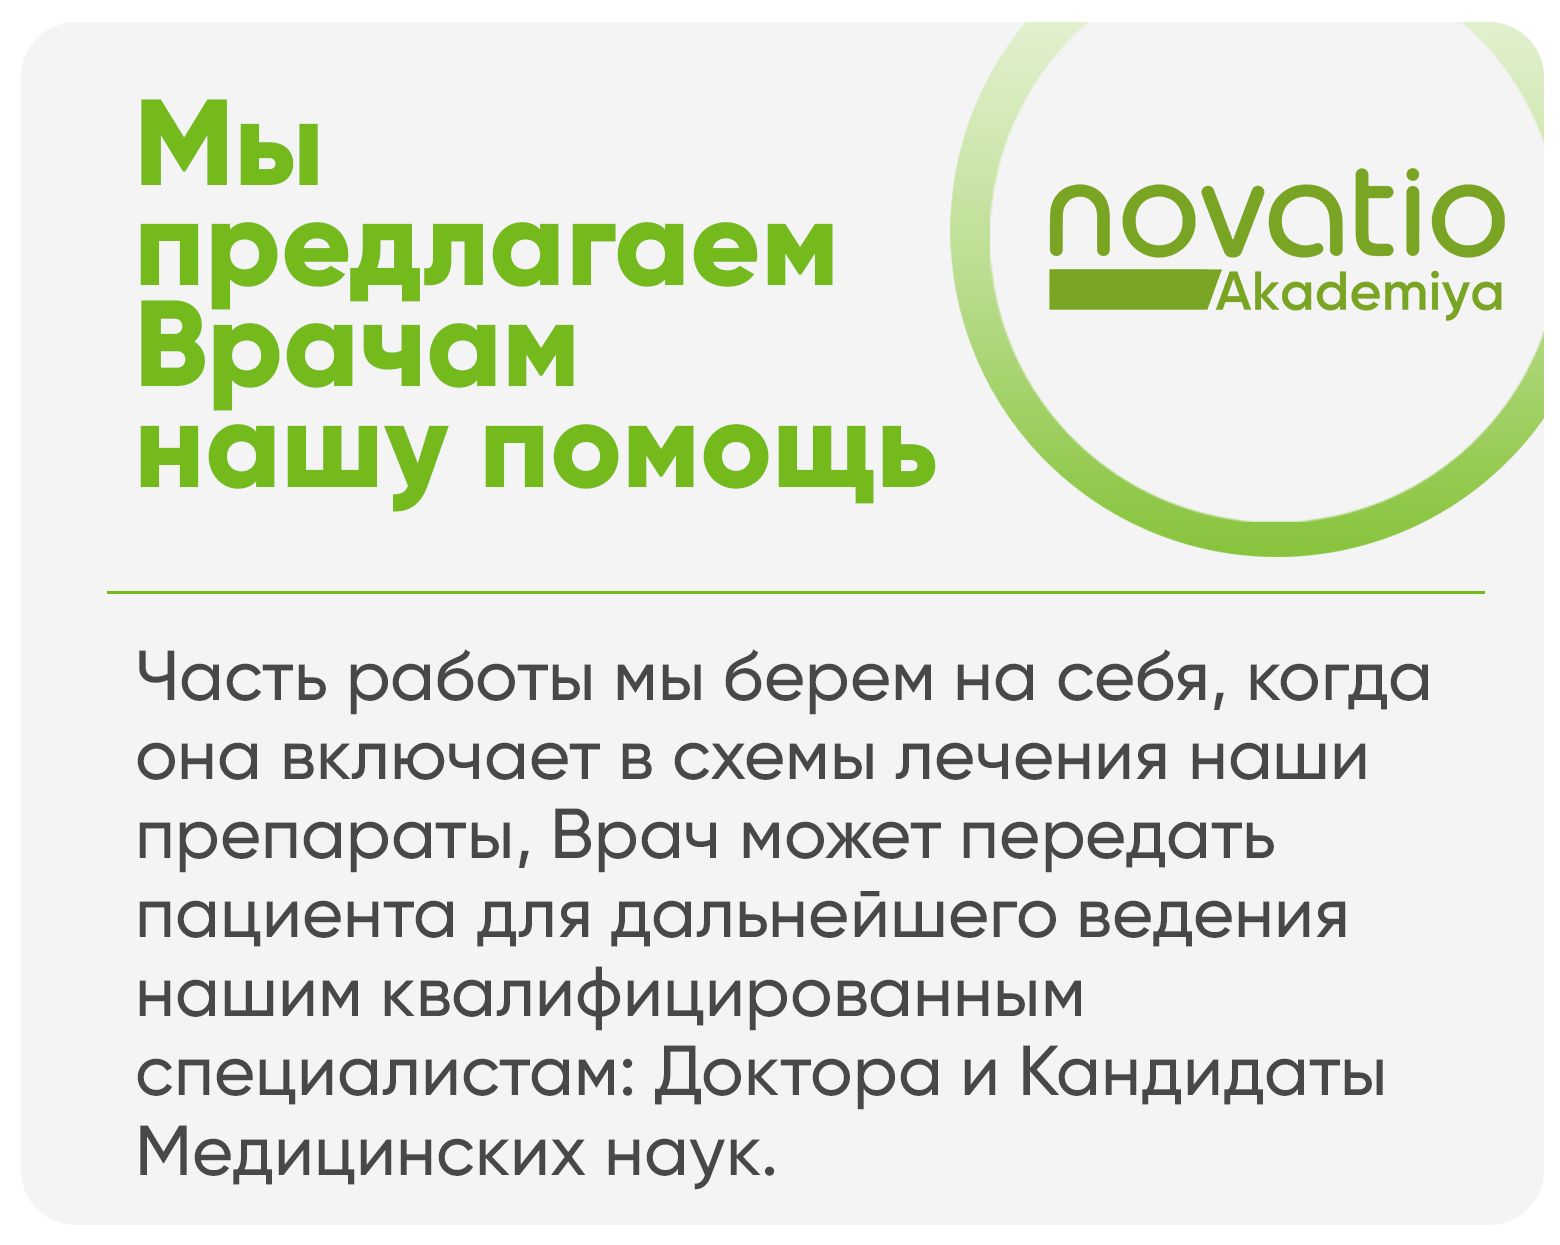 Мы
предлагаем
Врачам
нашу помощь
novatio
Akademiya
Часть работы мы берем на себя, когда
она включает в схемы лечения наши
препараты, Врач может передать
пациента для дальнейшего ведения
нашим квалифицированным
специалистам: Доктора и Кандидаты
Медицинских наук.